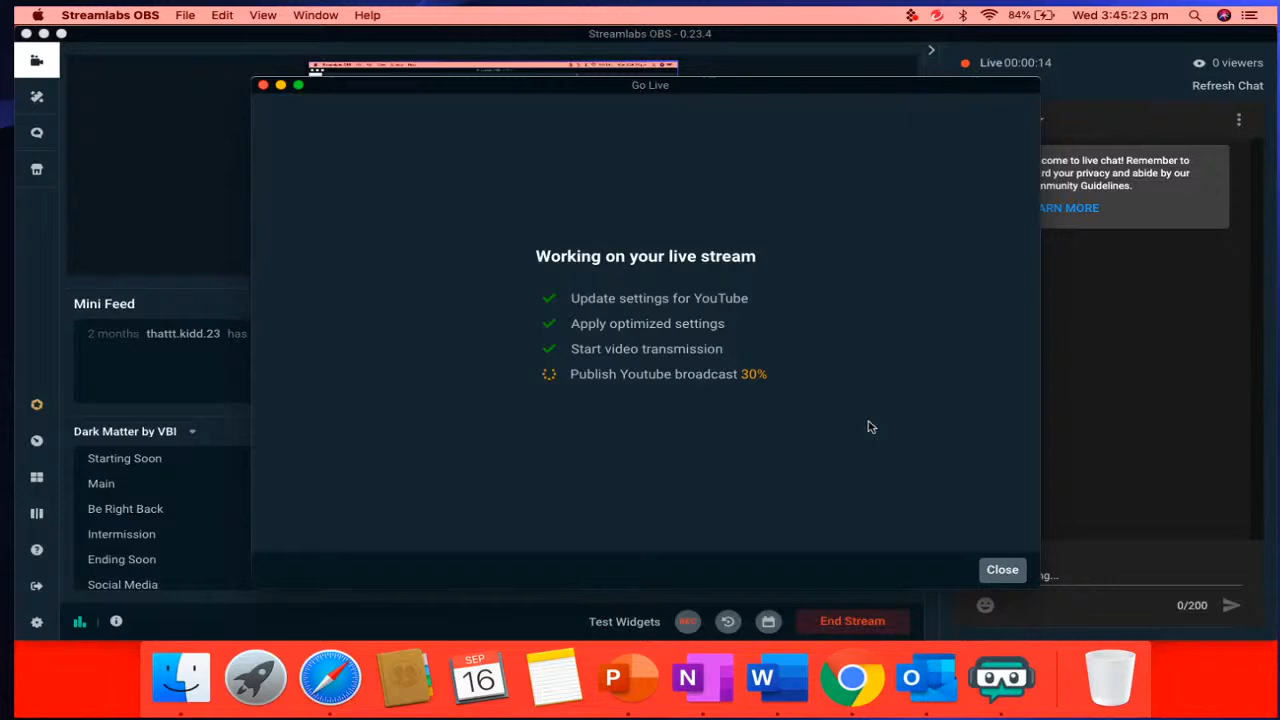 Streamlabs OBS File Edit View Window Help 84% Wed 3:45:23 pm
Streamlabs OBS - 0.23.4
Live 00:00:14 0 viewers
Refresh Chat
Go Live
come to live chat! Remember to
rd your privacy and abide by our
mmunity Guidelines.
ARN MORE
Working on your live stream
Update settings for YouTube
Apply optimized settings
Start video transmission
Publish Youtube broadcast 30%
Mini Feed
2 months thattt.kidd.23 has
Dark Matter by VBI
Starting Soon
Main
Be Right Back
Intermission
Ending Soon
Social Media
Close
ng...
0/200
Test Widgets REC End Stream
SEP
16
P N W O